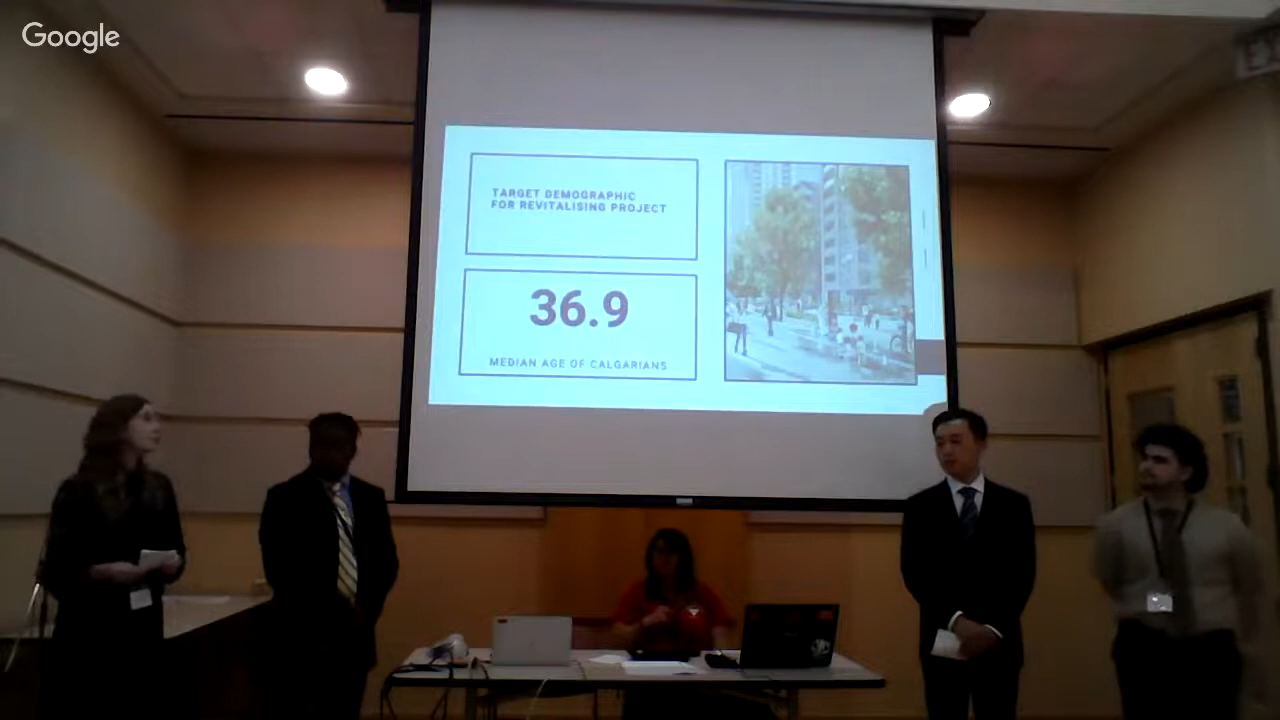 Google
TARGET DEMOGRAPHIC
FOR REVITALISING PROJECT
36.9
MEDIAN AGE OF CALGARIANS